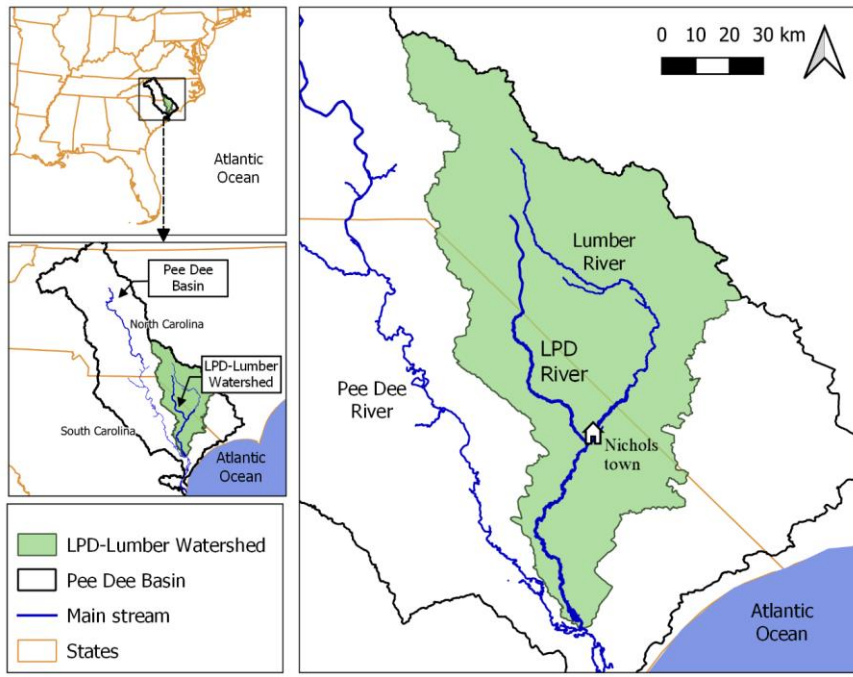 Atlantic
Ocean
Pee Dee
Basin
North Carolina
LPD-Lumber
Watershed
South Carolina
Atlantic
Ocean
LPD-Lumber Watershed
Pee Dee Basin
Main stream
States
0 10 20 30 km
Lumber
River
LPD
River
Pee Dee
River
Nichols
town
Atlantic
Ocean